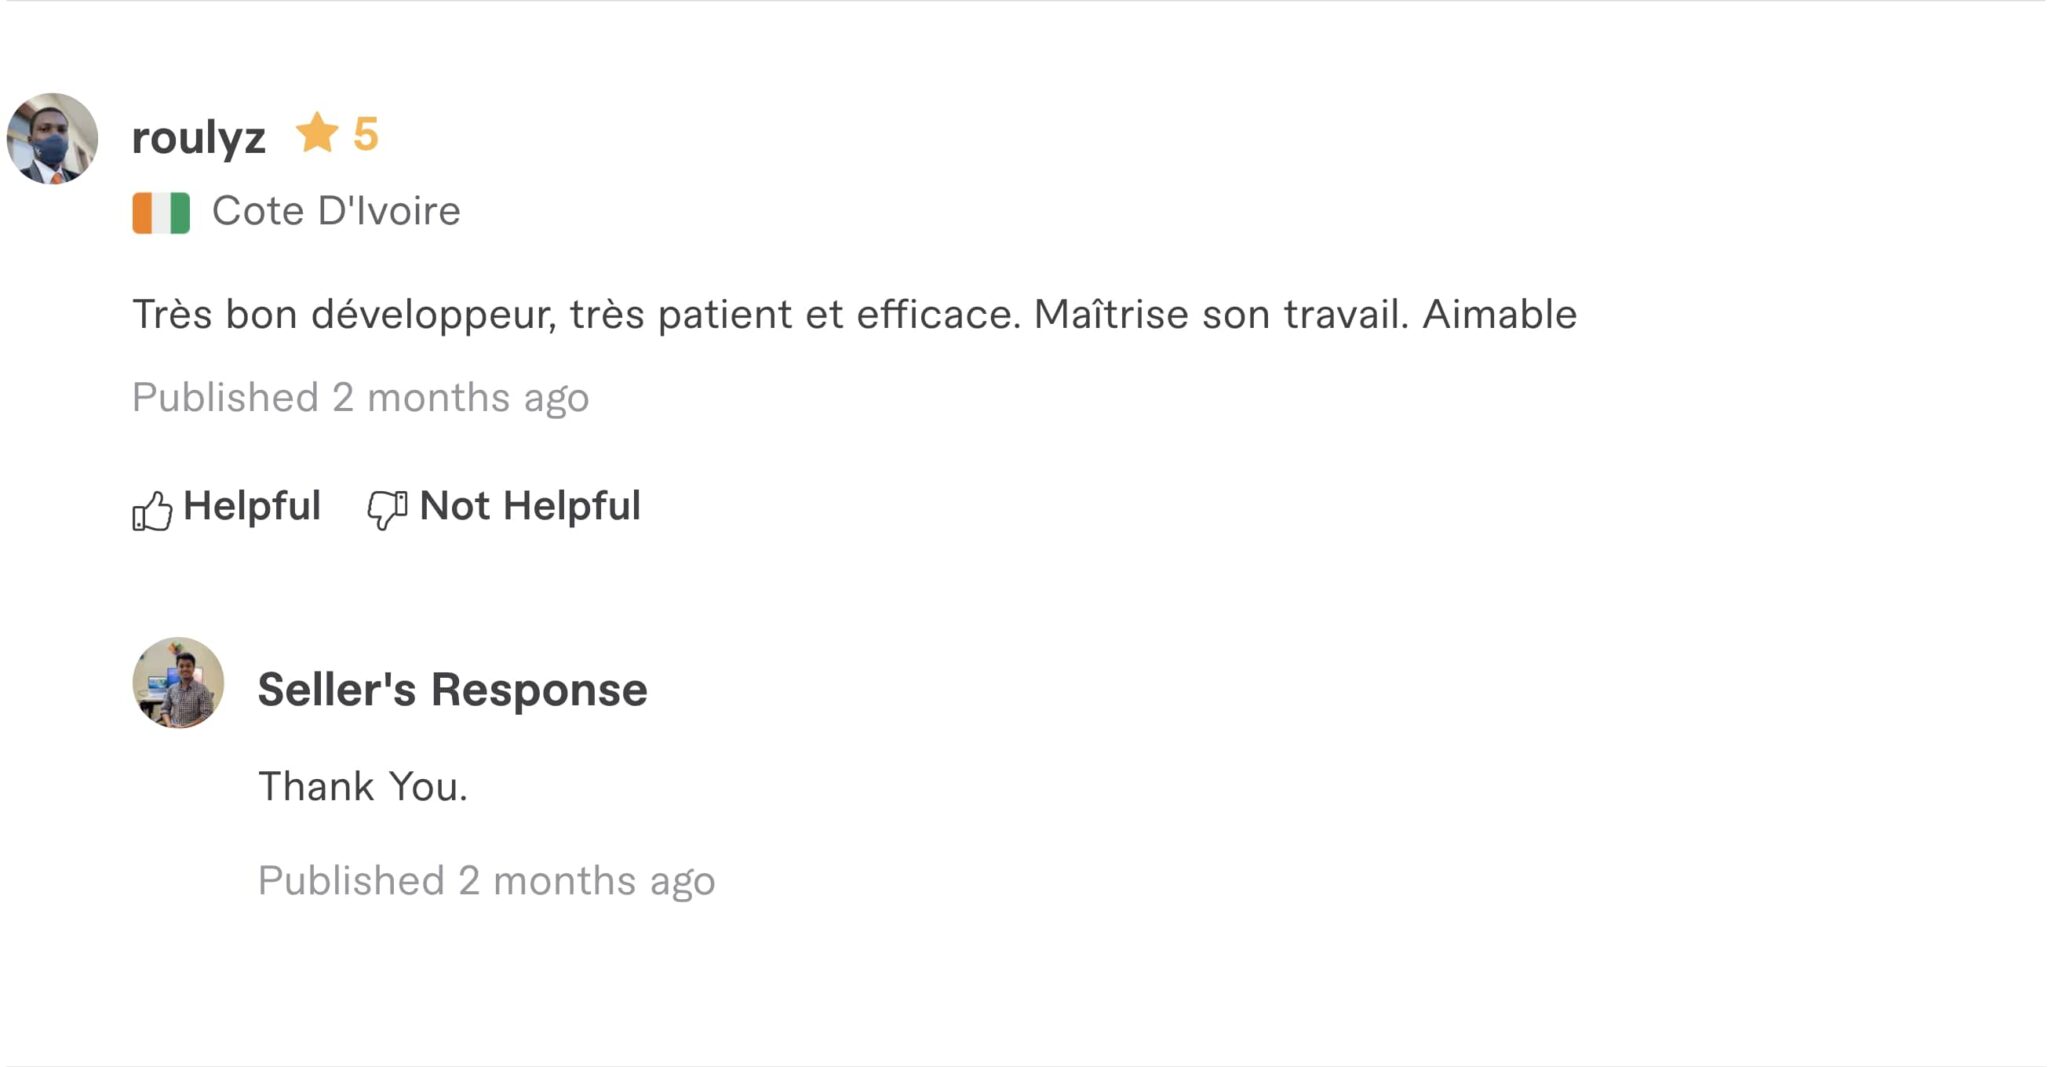 roulyz 5
Cote D'Ivoire
Très bon développeur, très patient et efficace. Maîtrise son travail. Aimable
Published 2 months ago
Helpful Not Helpful
Seller's Response
Thank You.
Published 2 months ago